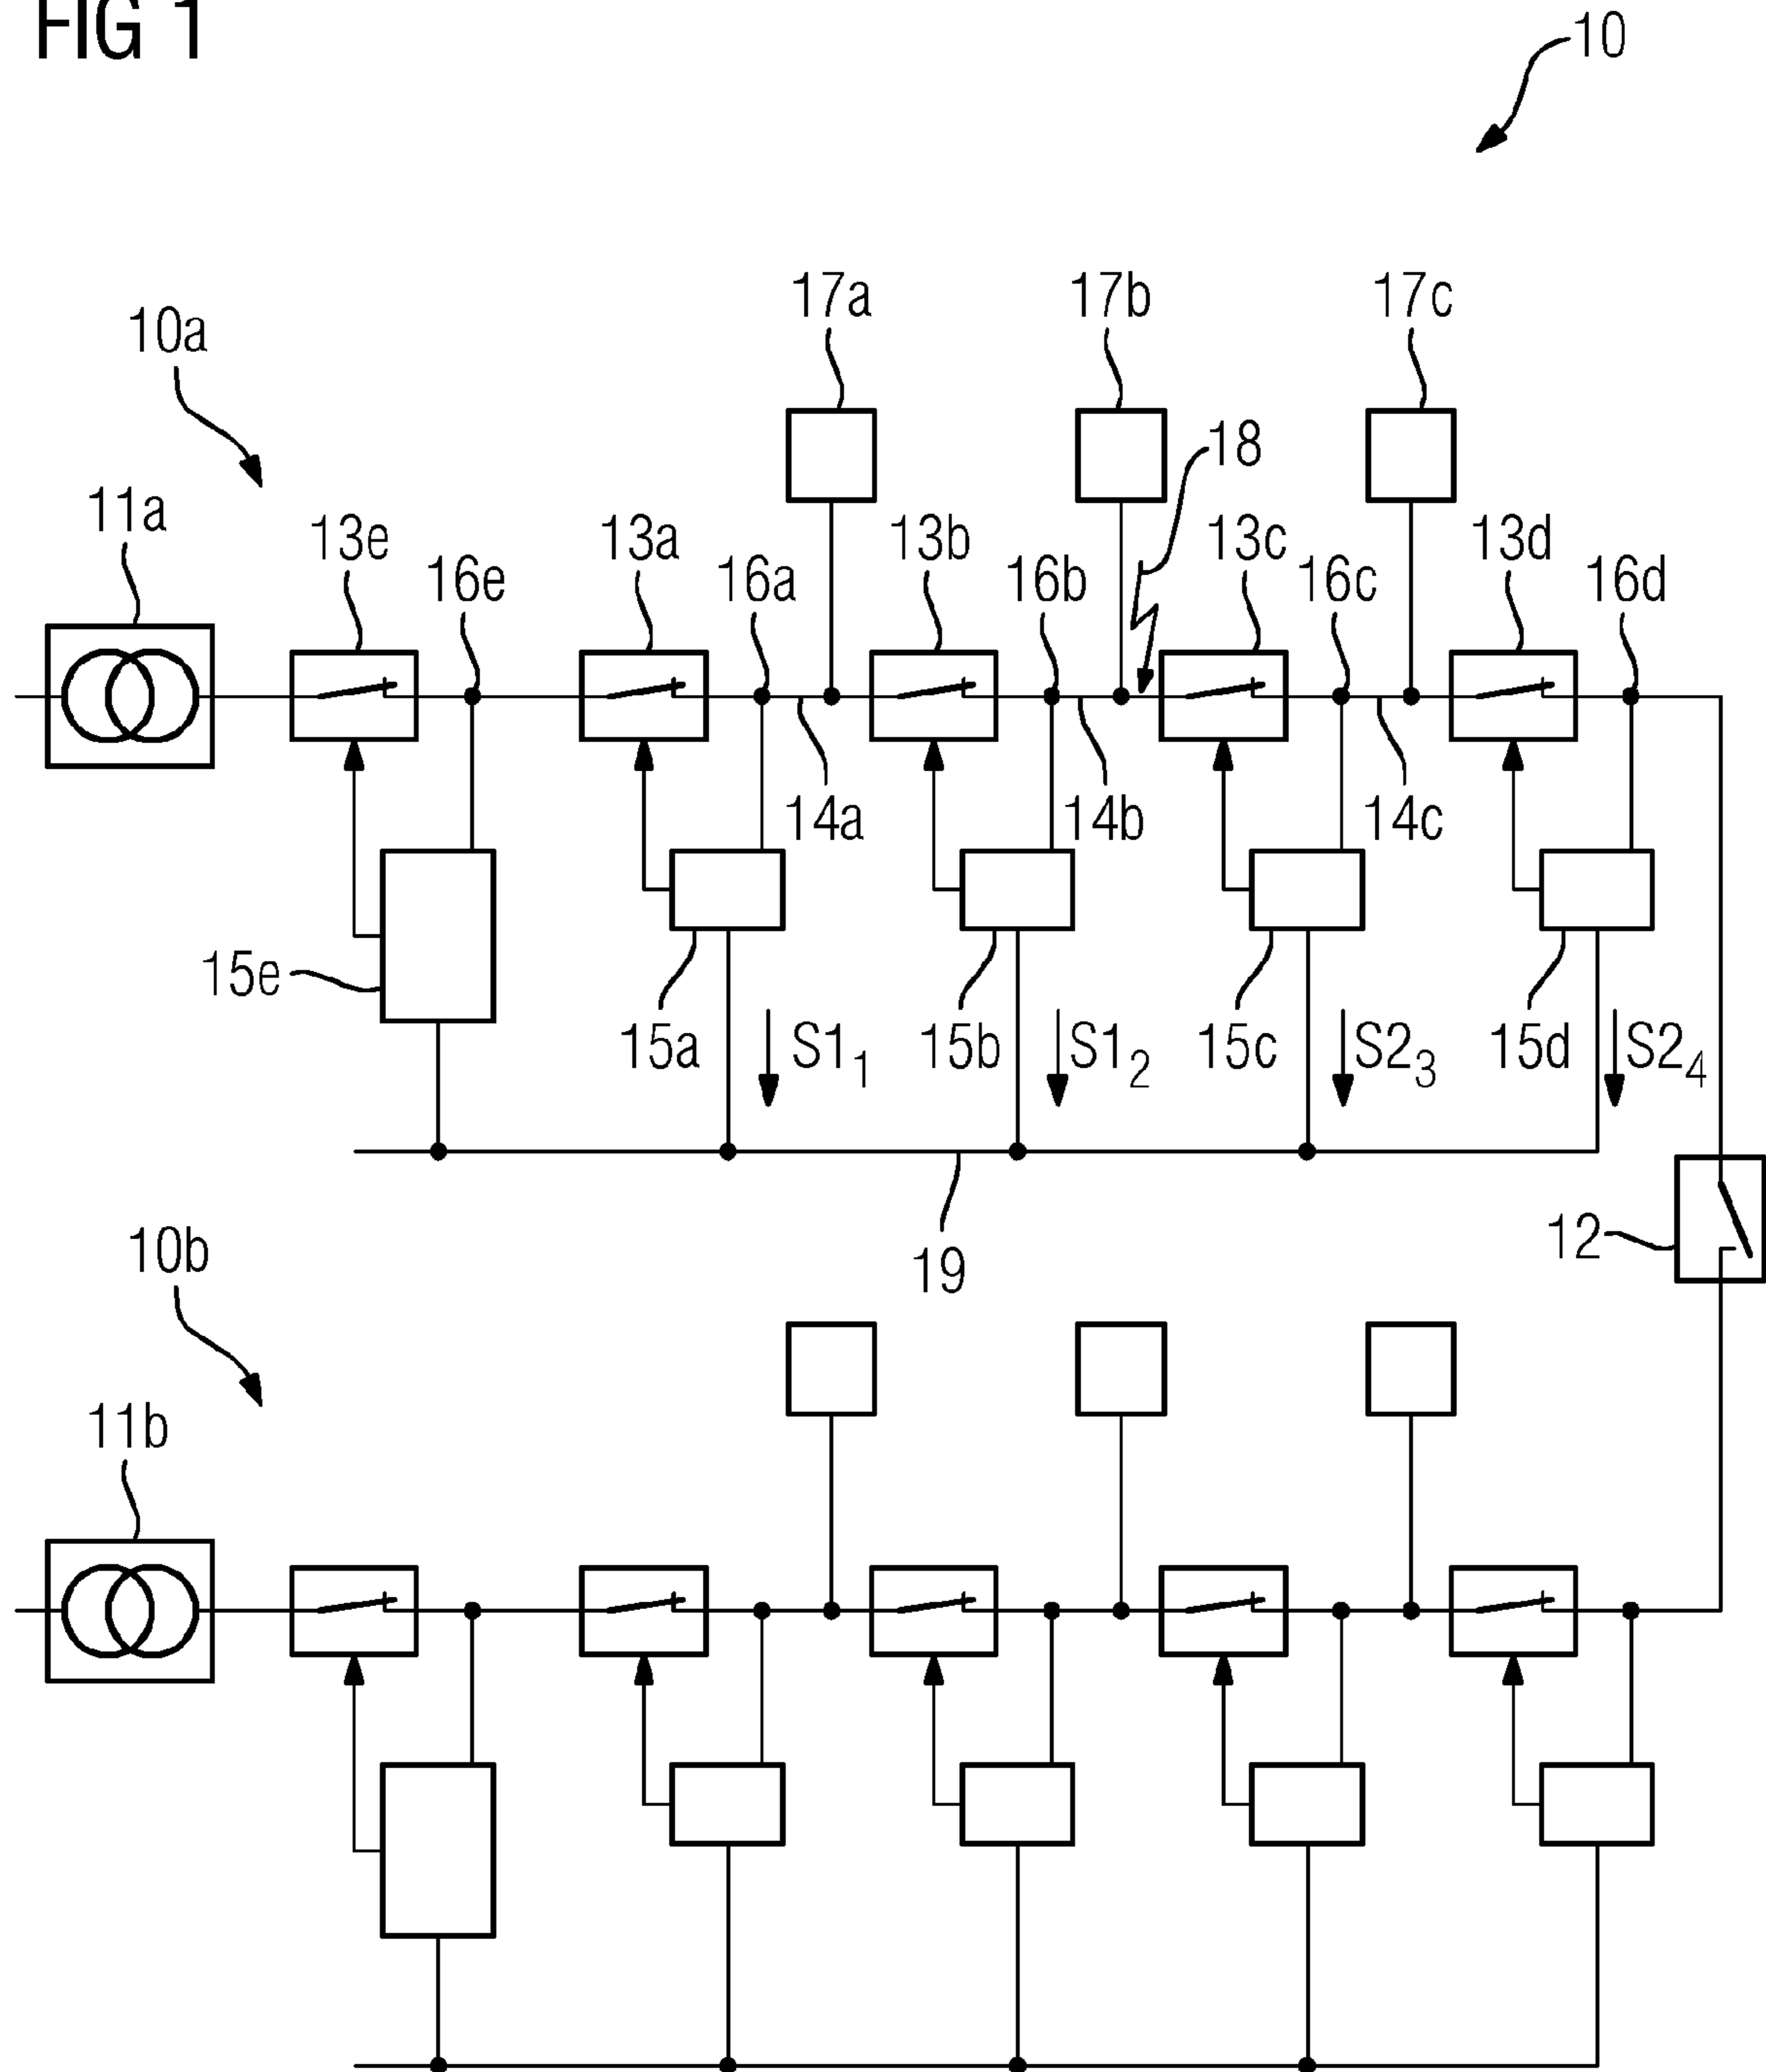 FIG 1
10
17a 17b 17c
10a
18
11a 13e 13a 13b 13c 13d
16e 16a 16b 16c 16d
14a 14b 14c
15e
15a S1₁ 15b S1₂ 15c S2₃ 15d S2₄
10b 19 12
11b